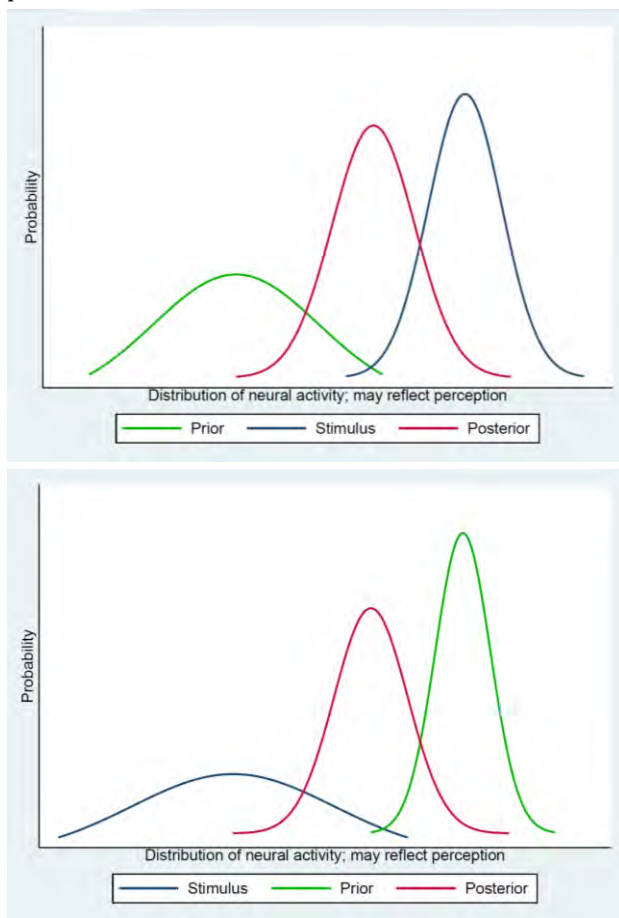 Probability
Distribution of neural activity; may reflect perception
Prior Stimulus Posterior
Probability
Distribution of neural activity; may reflect perception
Stimulus Prior Posterior